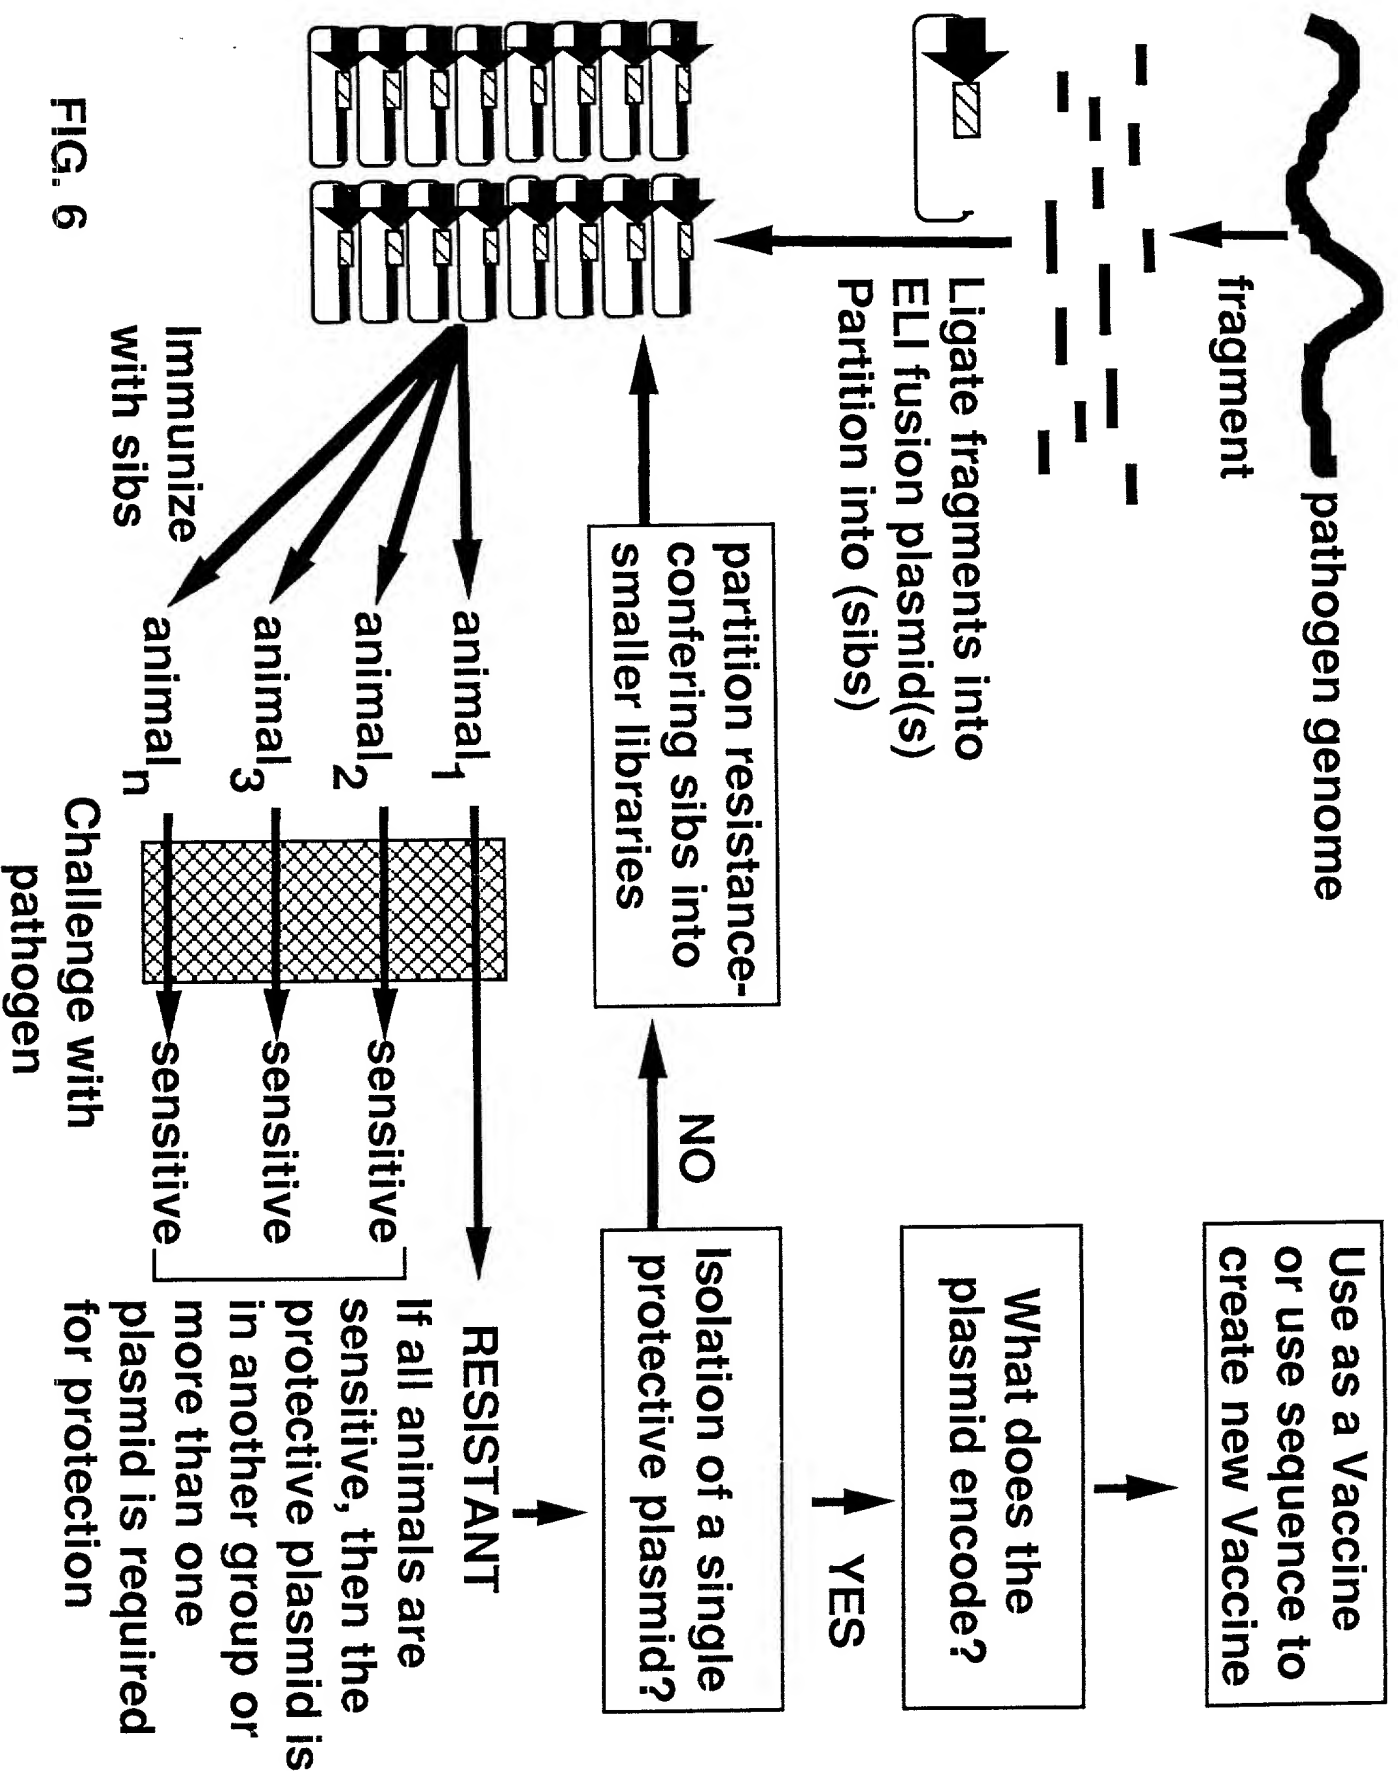 pathogen genome
fragment
Ligate fragments into
ELI fusion plasmid(s)
Partition into (sibs)
partition resistance-
confering sibs into
smaller libraries
Immunize
with sibs
animal1
animal2
animal3
animaln
Challenge with
pathogen
sensitive
sensitive
sensitive
RESISTANT
If all animals are
sensitive, then the
protective plasmid is
in another group or
more than one
plasmid is required
for protection
Isolation of a single
protective plasmid?
NO
YES
What does the
plasmid encode?
Use as a Vaccine
or use sequence to
create new Vaccine
FIG. 6